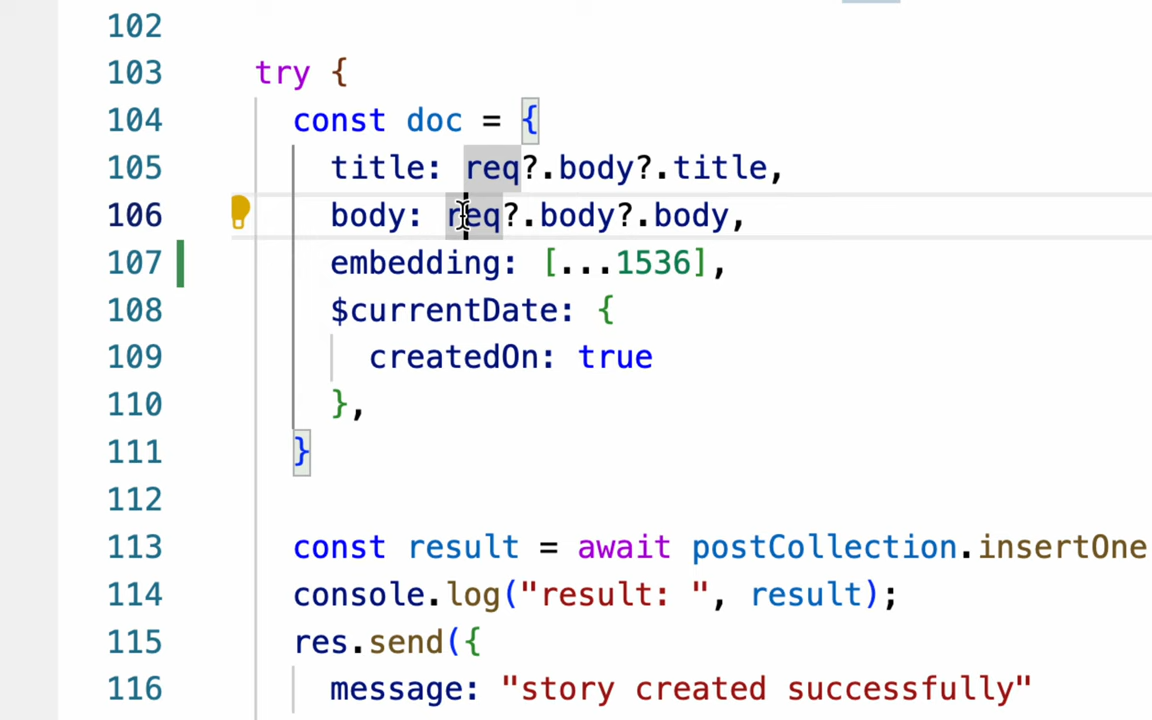 102
103 try {
104 const doc = {
105 title: req?.body?.title,
106 body: req?.body?.body,
107 embedding: [...1536],
108 $currentDate: {
109 createdOn: true
110 },
111 }
112
113 const result = await postCollection.insertOne
114 console.log("result: ", result);
115 res.send({
116 message: "story created successfully"